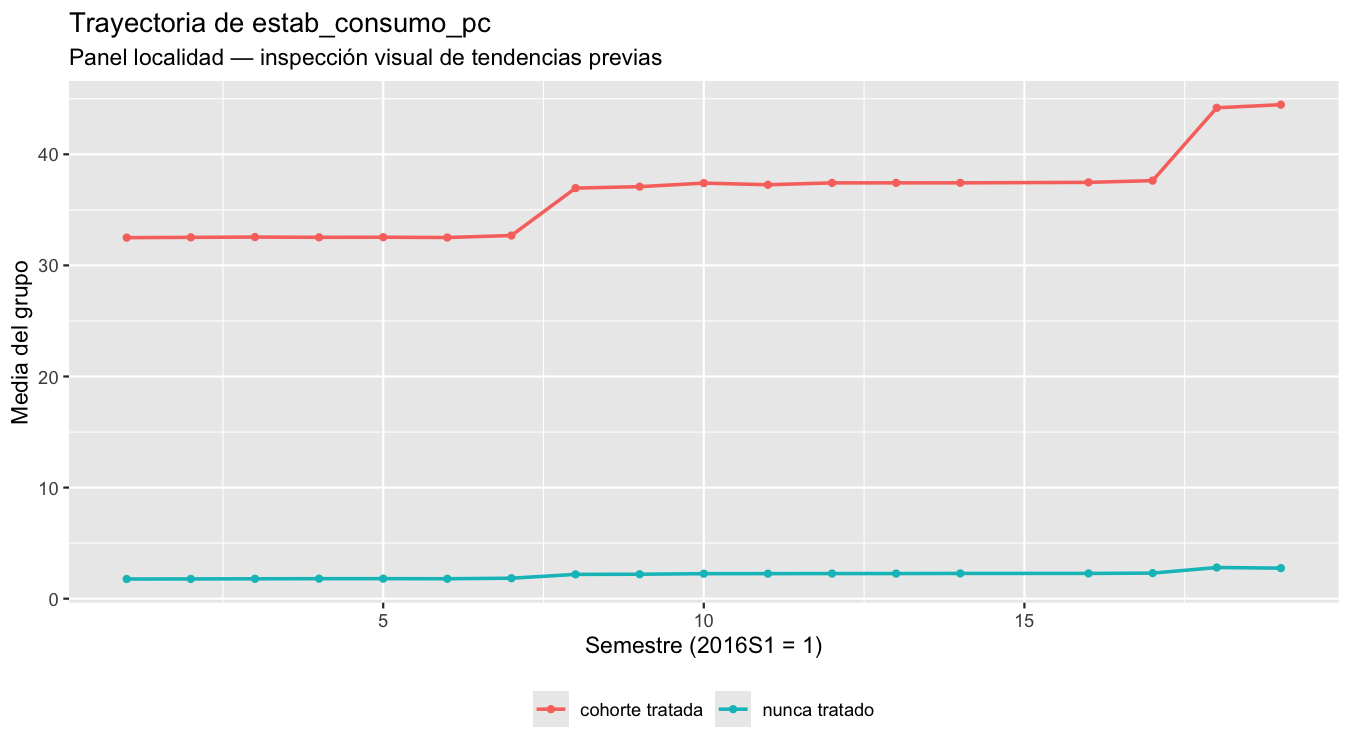 Trayectoria de estab_consumo_pc
Panel localidad — inspección visual de tendencias previas
Media del grupo
40
30
20
10
0
5 10 15
Semestre (2016S1 = 1)
cohorte tratada nunca tratado